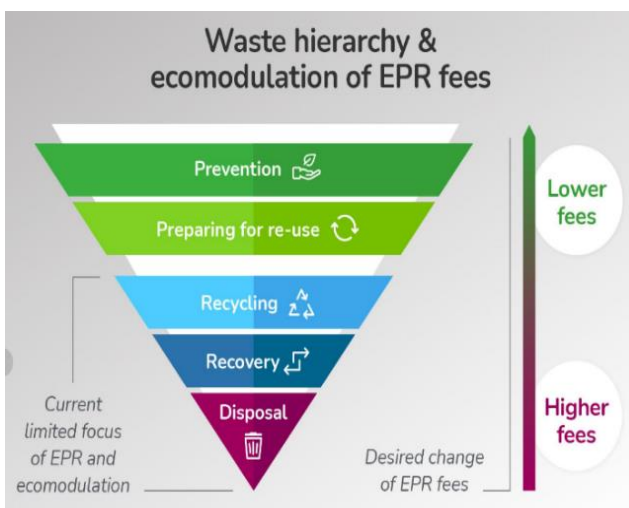 Waste hierarchy &
ecomodulation of EPR fees
Prevention
Preparing for re-use
Recycling
Recovery
Disposal
Current
limited focus
of EPR and
ecomodulation
Desired change
of EPR fees
Lower
fees
Higher
fees